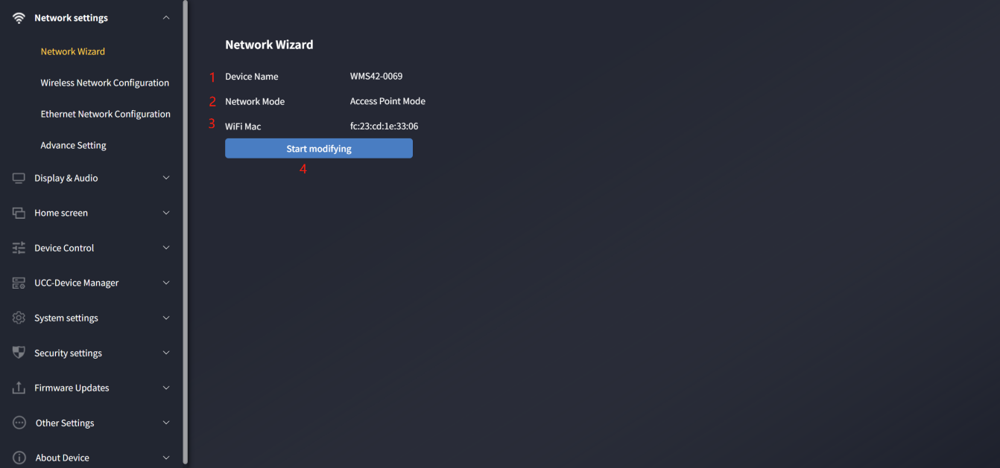 Network settings
Network Wizard
Wireless Network Configuration
Ethernet Network Configuration
Advance Setting
Display & Audio
Home screen
Device Control
UCC-Device Manager
System settings
Security settings
Firmware Updates
Other Settings
About Device
Network Wizard
1 Device Name WMS42-0069
2 Network Mode Access Point Mode
3 WiFi Mac fc:23:cd:1e:33:06
Start modifying
4